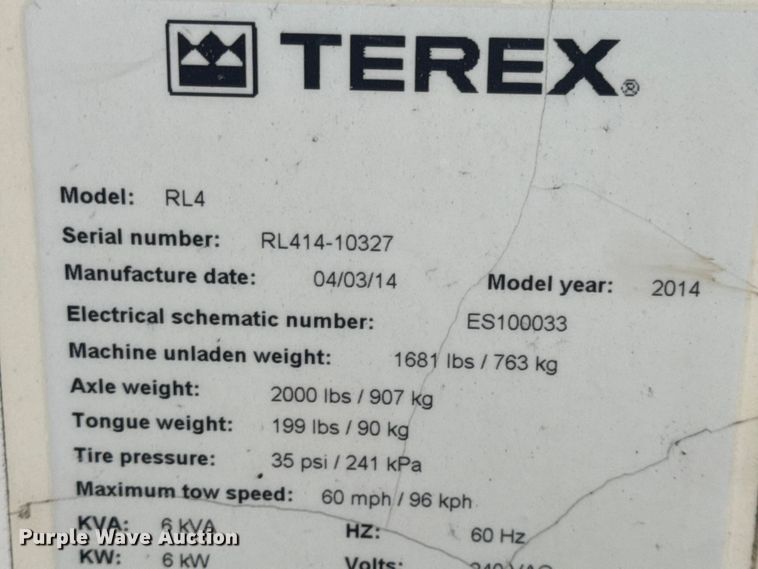 TEREX®
Model: RL4
Serial number: RL414-10327
Manufacture date: 04/03/14 Model year: 2014
Electrical schematic number: ES100033
Machine unladen weight: 1681 lbs / 763 kg
Axle weight: 2000 lbs / 907 kg
Tongue weight: 199 lbs / 90 kg
Tire pressure: 35 psi / 241 kPa
Maximum tow speed: 60 mph / 96 kph
KVA: 6 kVA HZ: 60 Hz
Purple Wave Auction
KW: 6 kW Volts: 240 VAC